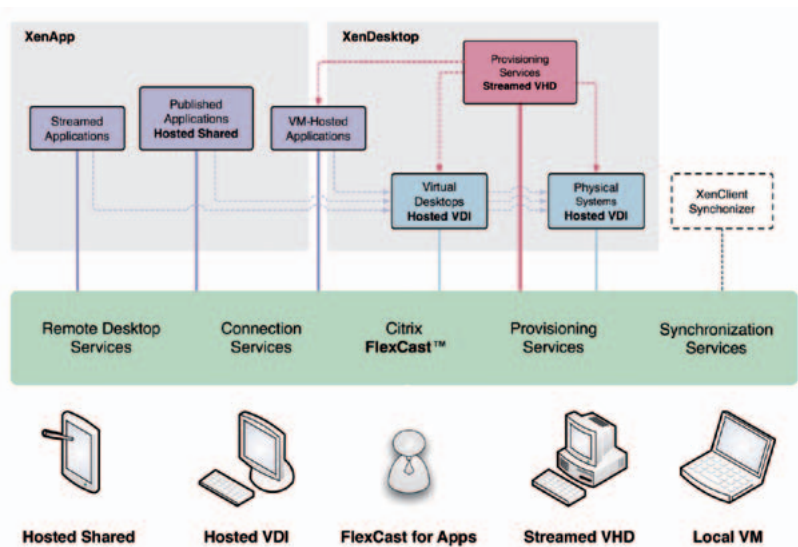 XenApp
XenDesktop
Provisioning
Services
Streamed VHD
Streamed
Applications
Published
Applications
Hosted Shared
VM-Hosted
Applications
Virtual
Desktops
Hosted VDI
Physical
Systems
Hosted VDI
XenClient
Synchonizer
Remote Desktop
Services
Connection
Services
Citrix
FlexCast™
Provisioning
Services
Synchronization
Services
Hosted Shared
Hosted VDI
FlexCast for Apps
Streamed VHD
Local VM